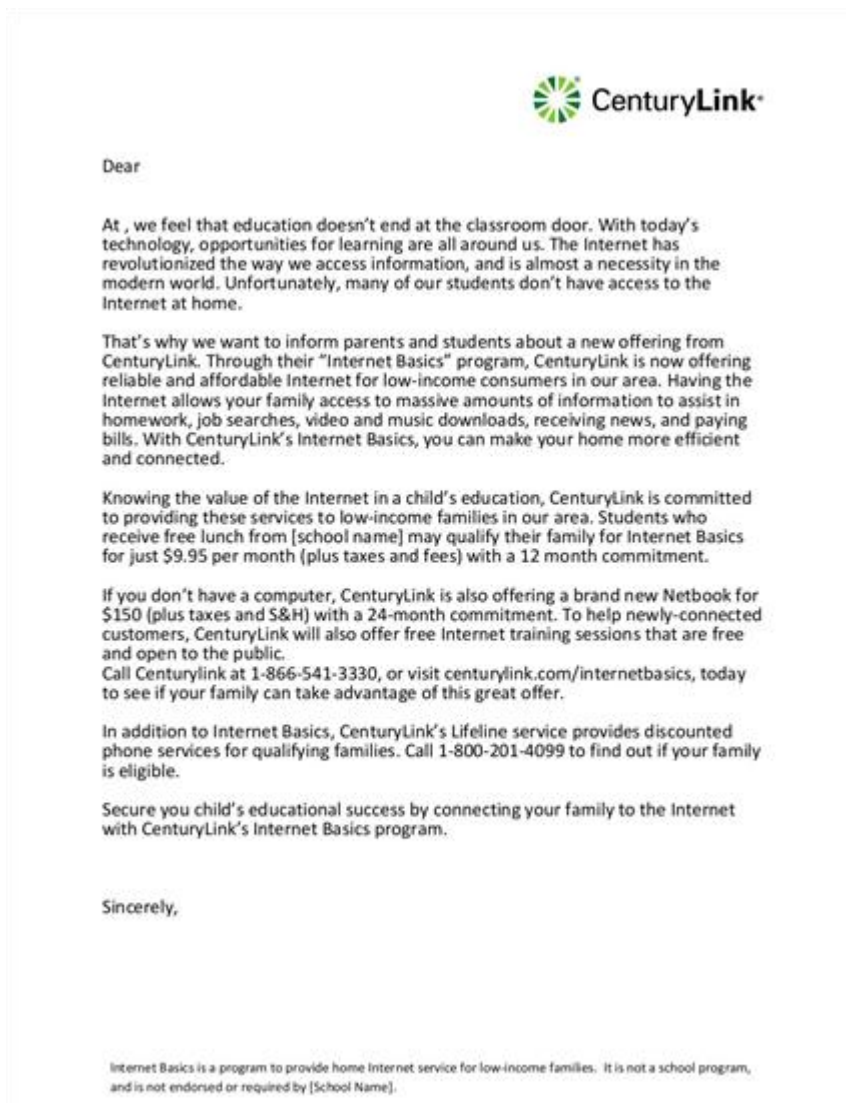 CenturyLink®
Dear
At , we feel that education doesn't end at the classroom door. With today's
technology, opportunities for learning are all around us. The Internet has
revolutionized the way we access information, and is almost a necessity in the
modern world. Unfortunately, many of our students don't have access to the
Internet at home.
That's why we want to inform parents and students about a new offering from
CenturyLink. Through their “Internet Basics” program, CenturyLink is now offering
reliable and affordable Internet for low-income consumers in our area. Having the
Internet allows your family access to massive amounts of information to assist in
homework, job searches, video and music downloads, receiving news, and paying
bills. With CenturyLink's Internet Basics, you can make your home more efficient
and connected.
Knowing the value of the Internet in a child's education, CenturyLink is committed
to providing these services to low-income families in our area. Students who
receive free lunch from [school name] may qualify their family for Internet Basics
for just $9.95 per month (plus taxes and fees) with a 12 month commitment.
If you don't have a computer, CenturyLink is also offering a brand new Netbook for
$150 (plus taxes and S&H) with a 24-month commitment. To help newly-connected
customers, CenturyLink will also offer free Internet training sessions that are free
and open to the public.
Call Centurylink at 1-866-541-3330, or visit centurylink.com/internetbasics, today
to see if your family can take advantage of this great offer.
In addition to Internet Basics, CenturyLink's Lifeline service provides discounted
phone services for qualifying families. Call 1-800-201-4099 to find out if your family
is eligible.
Secure you child's educational success by connecting your family to the Internet
with CenturyLink's Internet Basics program.
Sincerely,
Internet Basics is a program to provide home Internet service for low-income families. It is not a school program,
and is not endorsed or required by [School Name].